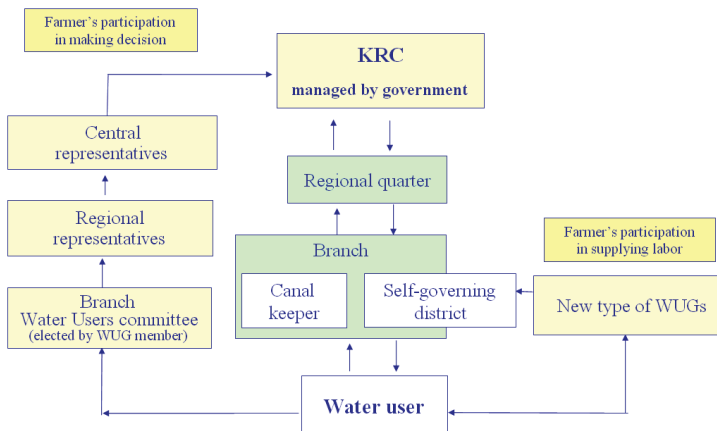 Farmer’s participation
in making decision
KRC
managed by government
Central
representatives
Regional quarter
Regional
representatives
Farmer’s participation
in supplying labor
Branch
Canal
keeper
Self-governing
district
New type of WUGs
Branch
Water Users committee
(elected by WUG member)
Water user